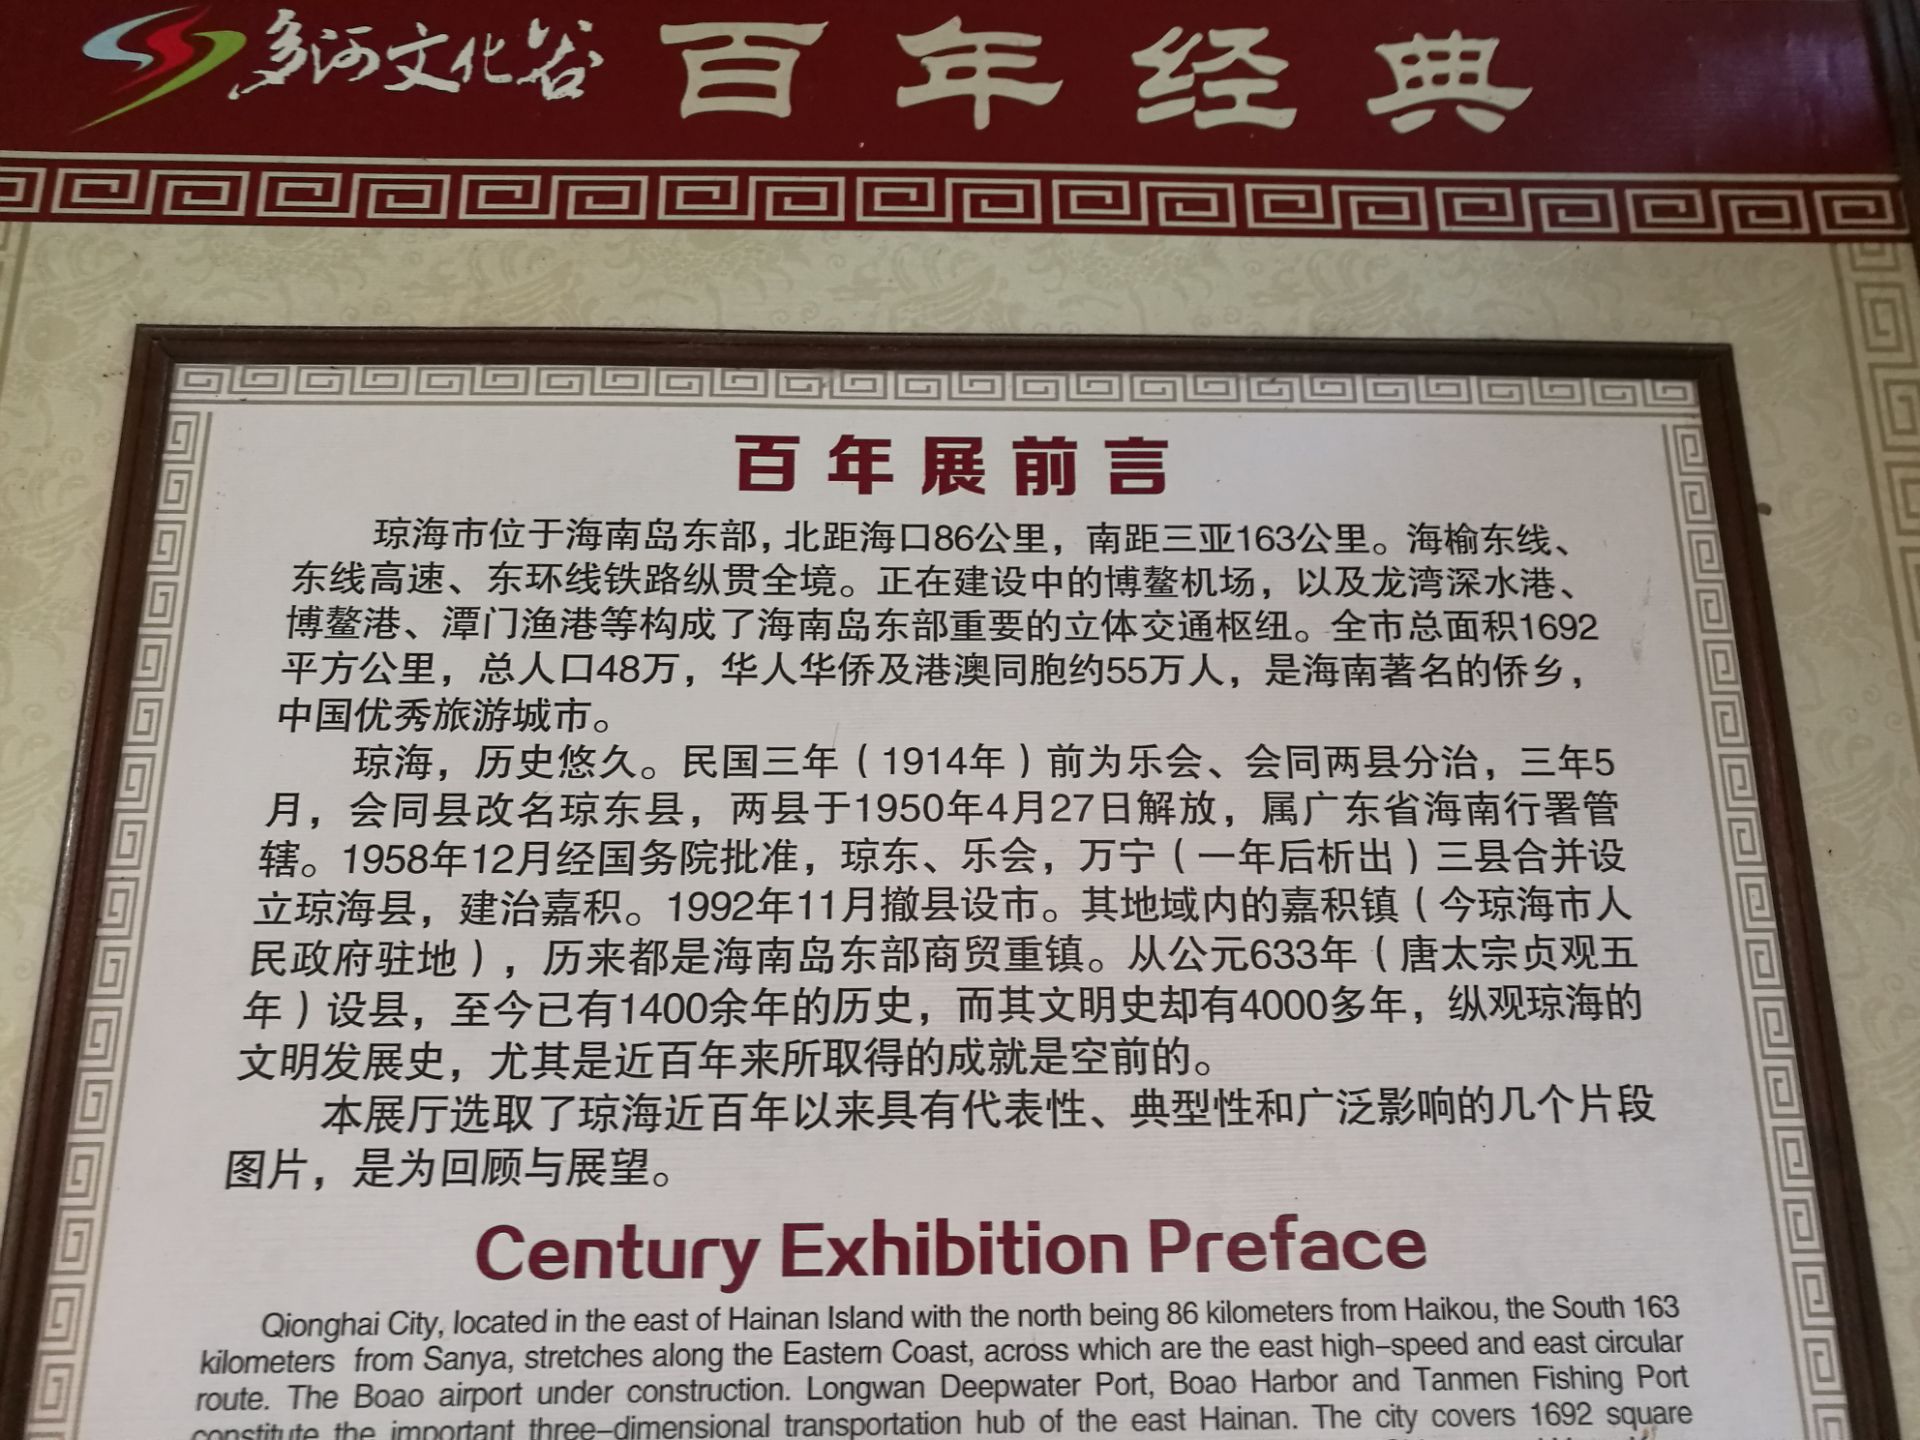 多河文化谷 百年经典
百年展前言
琼海市位于海南岛东部，北距海口86公里，南距三亚163公里。海榆东线、
东线高速、东环线铁路纵贯全境。正在建设中的博鳌机场，以及龙湾深水港、
博鳌港、潭门渔港等构成了海南岛东部重要的立体交通枢纽。全市总面积1692
平方公里，总人口48万，华人华侨及港澳同胞约55万人，是海南著名的侨乡，
中国优秀旅游城市。
琼海，历史悠久。民国三年（1914年）前为乐会、会同两县分治，三年5
月，会同县改名琼东县，两县于1950年4月27日解放，属广东省海南行署管
辖。1958年12月经国务院批准，琼东、乐会，万宁（一年后析出）三县合并设
立琼海县，建治嘉积。1992年11月撤县设市。其地域内的嘉积镇（今琼海市人
民政府驻地），历来都是海南岛东部商贸重镇。从公元633年（唐太宗贞观五
年）设县，至今已有1400余年的历史，而其文明史却有4000多年，纵观琼海的
文明发展史，尤其是近百年来所取得的成就是空前的。
本展厅选取了琼海近百年以来具有代表性、典型性和广泛影响的几个片段
图片，是为回顾与展望。
Century Exhibition Preface
Qionghai City, located in the east of Hainan Island with the north being 86 kilometers from Haikou, the South 163
kilometers from Sanya, stretches along the Eastern Coast, across which are the east high-speed and east circular
route. The Boao airport under construction. Longwan Deepwater Port, Boao Harbor and Tanmen Fishing Port
constitute the important three-dimensional transportation hub of the east Hainan. The city covers 1692 square